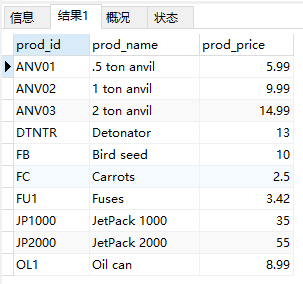 信息 结果1 概况 状态
prod_id prod_name prod_price
ANV01 .5 ton anvil 5.99
ANV02 1 ton anvil 9.99
ANV03 2 ton anvil 14.99
DTNTR Detonator 13
FB Bird seed 10
FC Carrots 2.5
FU1 Fuses 3.42
JP1000 JetPack 1000 35
JP2000 JetPack 2000 55
OL1 Oil can 8.99